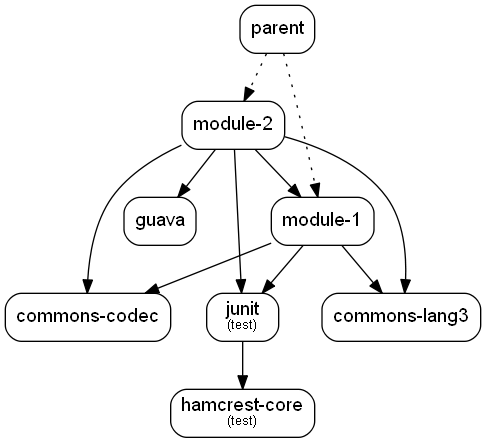 parent
module-2
guava
module-1
commons-codec
junit
(test)
commons-lang3
hamcrest-core
(test)